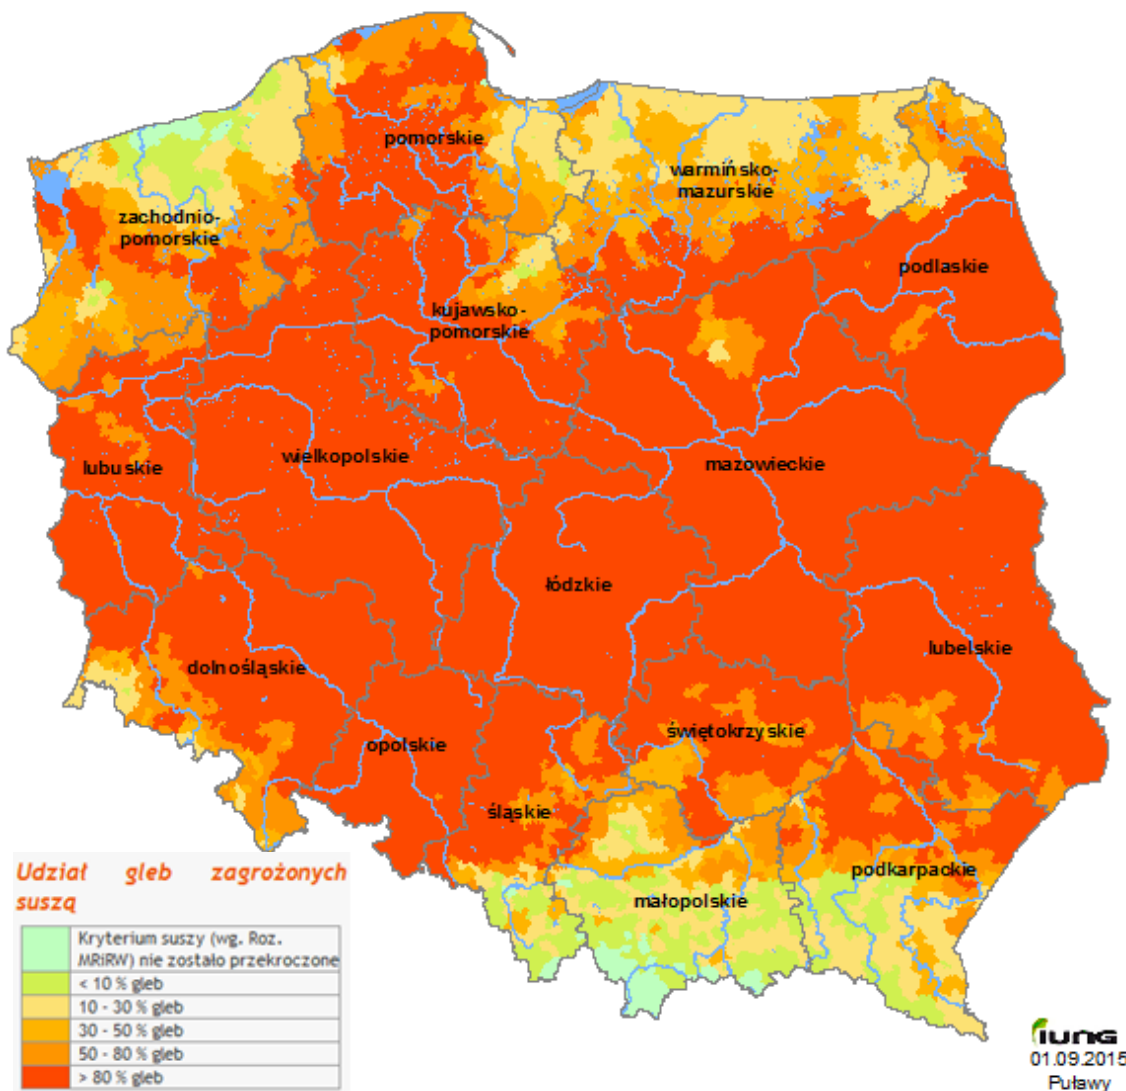 pomorskie
warmińsko-
mazurskie
zachodnio-
pomorskie
podlaskie
kujawsko-
pomorskie
lubuskie
wielkopolskie
mazowieckie
łódzkie
dolnośląskie
lubelskie
opolskie
świętokrzyskie
śląskie
małopolskie
podkarpackie
Udział gleb zagrożonych
suszą
Kryterium suszy (wg. Roz.
MRiRW) nie zostało przekroczone
< 10 % gleb
10 - 30 % gleb
30 - 50 % gleb
50 - 80 % gleb
> 80 % gleb
iung
01.09.2015
Puławy